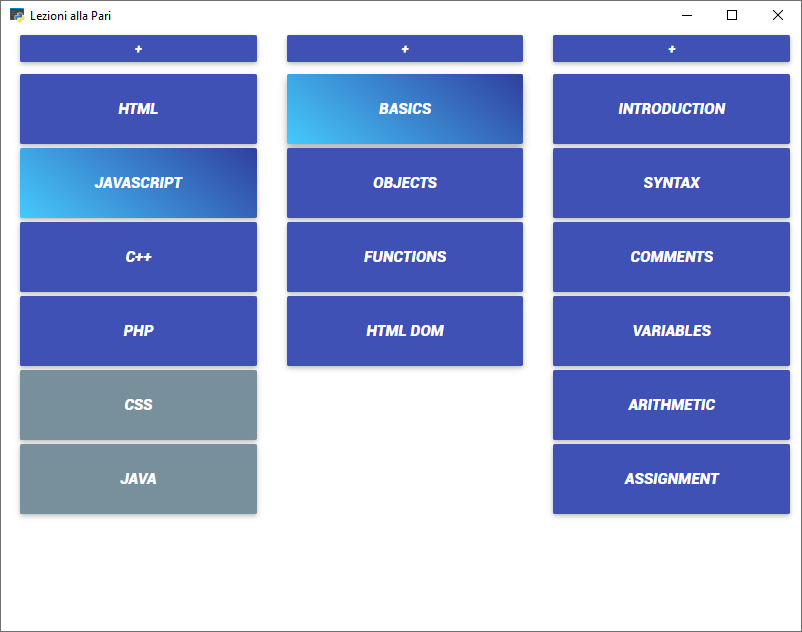 Lezioni alla Pari
+
HTML
JAVASCRIPT
C++
PHP
CSS
JAVA
+
BASICS
OBJECTS
FUNCTIONS
HTML DOM
+
INTRODUCTION
SYNTAX
COMMENTS
VARIABLES
ARITHMETIC
ASSIGNMENT